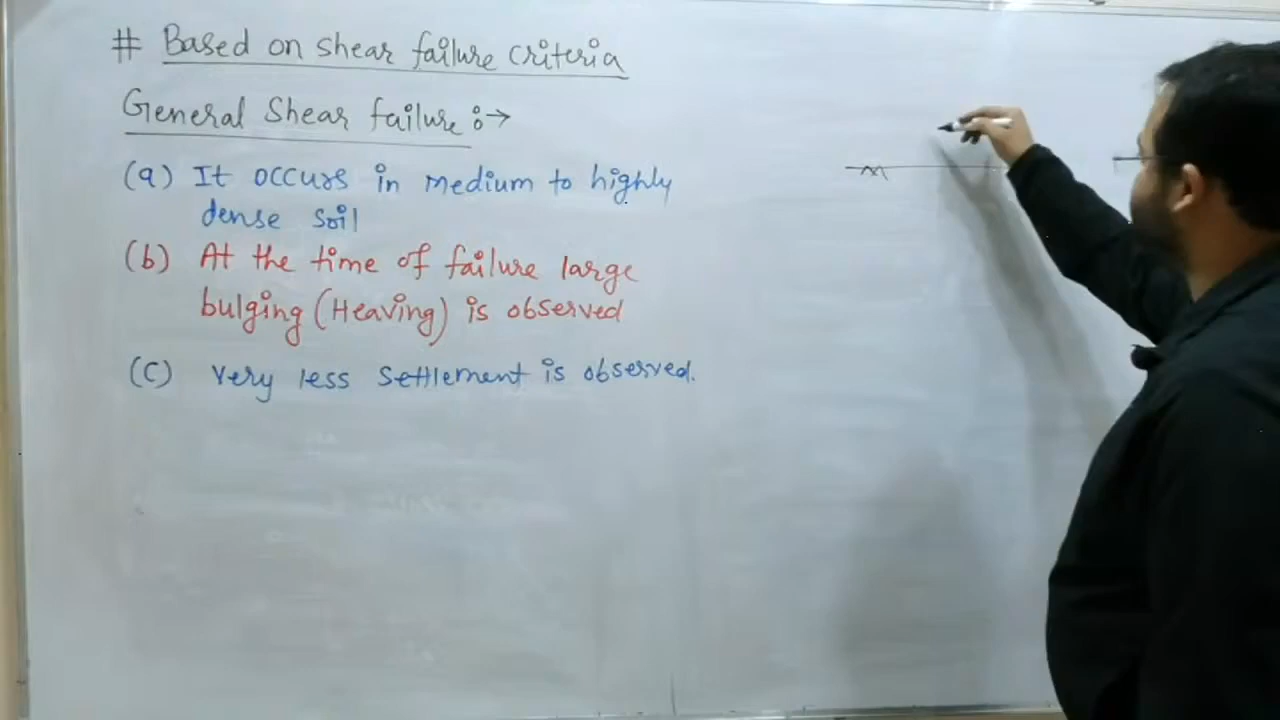 # Based on shear failure criteria
General Shear failure :→
(a) It occurs in medium to highly
dense soil
(b) At the time of failure large
bulging (Heaving) is observed
(c) very less settlement is observed.